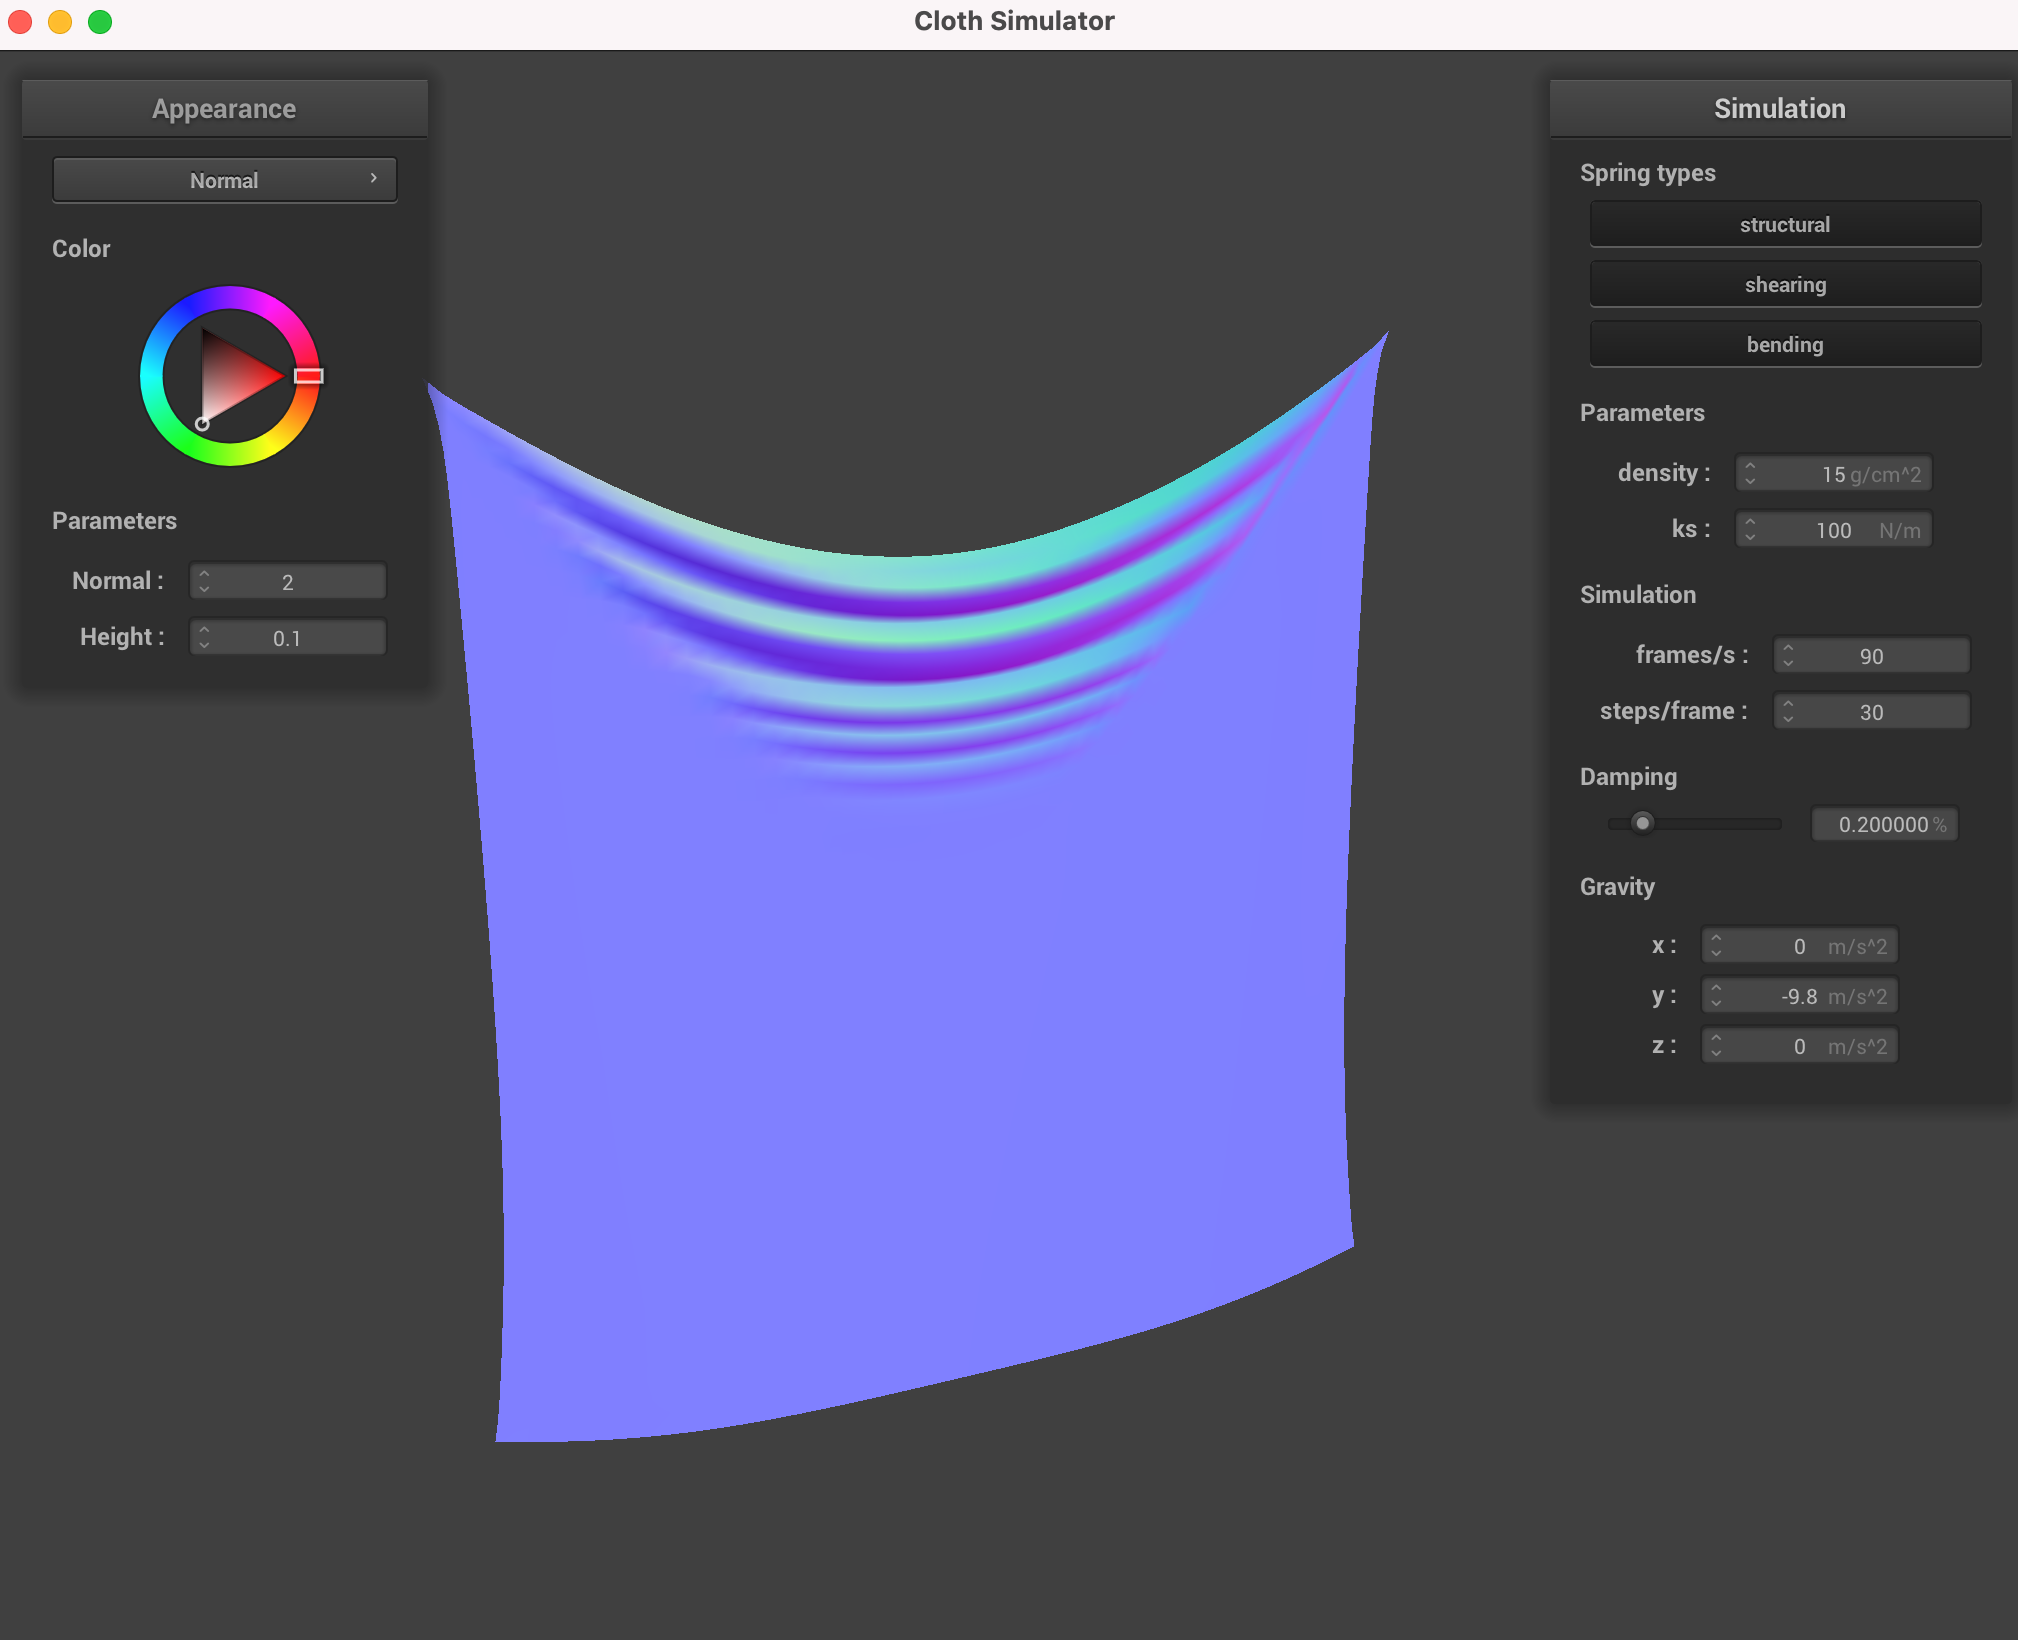 Cloth Simulator
Appearance
Normal
Color
Parameters
Normal : 2
Height : 0.1
Simulation
Spring types
structural
shearing
bending
Parameters
density : 15 g/cm^2
ks : 100 N/m
Simulation
frames/s : 90
steps/frame : 30
Damping
0.200000 %
Gravity
x : 0 m/s^2
y : -9.8 m/s^2
z : 0 m/s^2